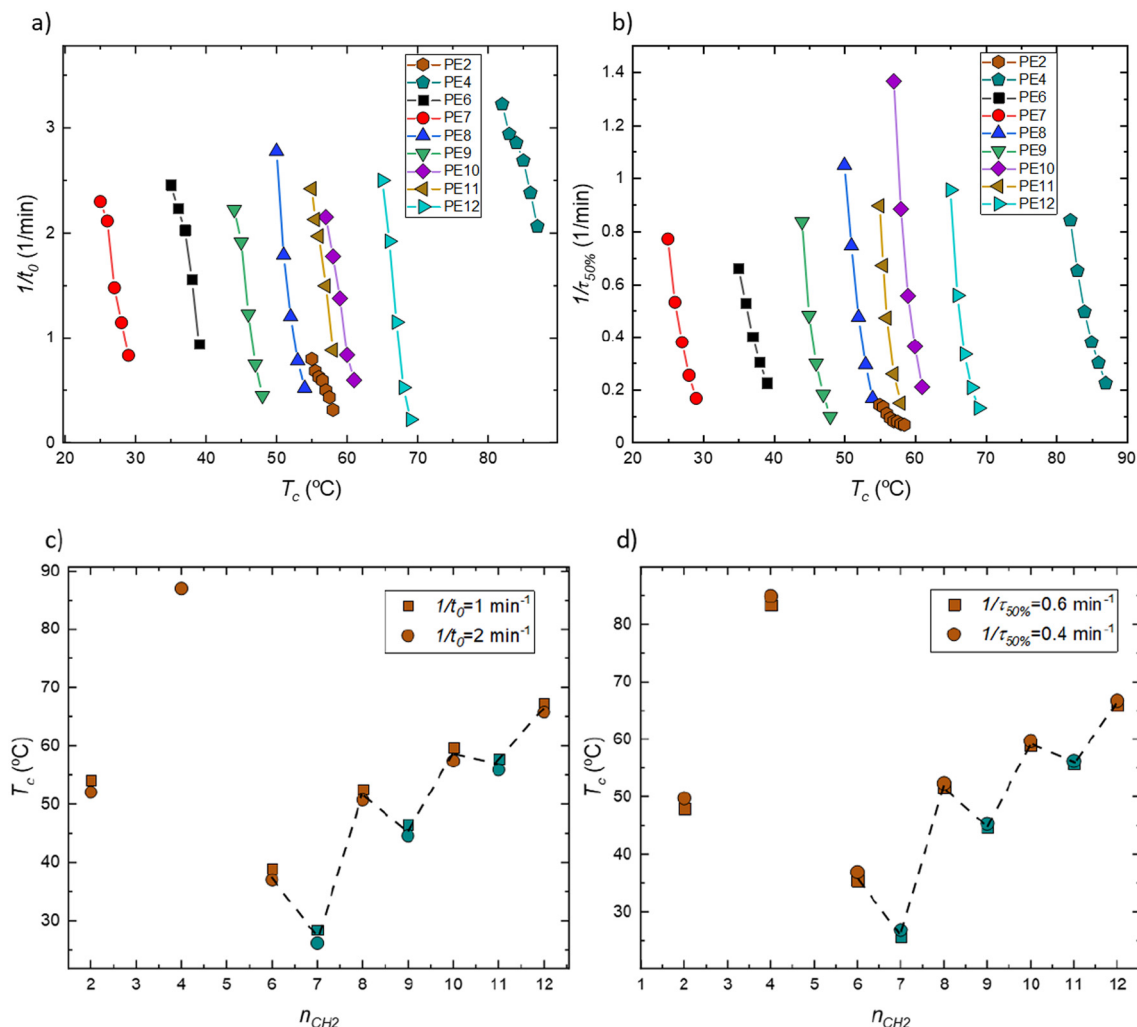 a)
1/t0 (1/min)
3
2
1
0
20 30 40 50 60 70 80
Tc (ºC)
PE2
PE4
PE6
PE7
PE8
PE9
PE10
PE11
PE12
b)
1/τ50% (1/min)
1.4
1.2
1.0
0.8
0.6
0.4
0.2
0
20 30 40 50 60 70 80 90
Tc (ºC)
PE2
PE4
PE6
PE7
PE8
PE9
PE10
PE11
PE12
c)
Tc (ºC)
90
80
70
60
50
40
30
2 3 4 5 6 7 8 9 10 11 12
nCH2
1/t0=1 min-1
1/t0=2 min-1
d)
Tc (ºC)
80
70
60
50
40
30
1 2 3 4 5 6 7 8 9 10 11 12
nCH2
1/τ50%=0.6 min-1
1/τ50%=0.4 min-1